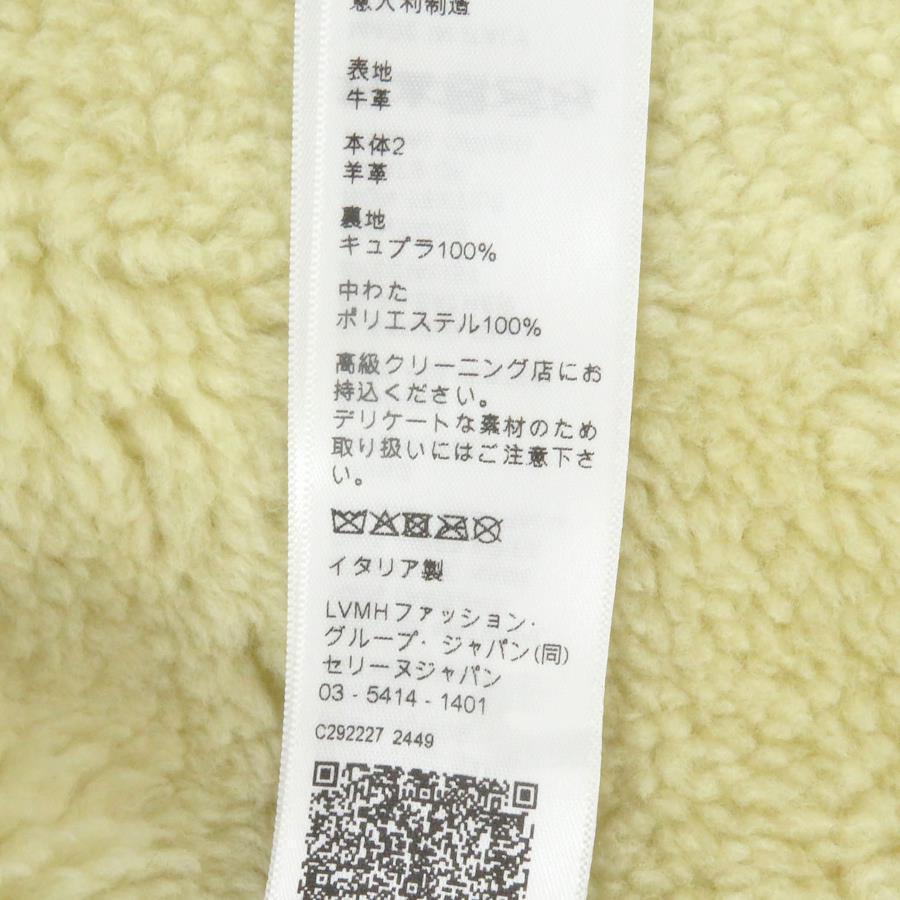 意大利制造
表地
牛革
本体2
羊革
裏地
キュプラ100%
中わた
ポリエステル100%
高級クリーニング店にお
持込ください。
デリケートな素材のため
取り扱いにはご注意下さ
い。
イタリア製
LVMHファッション・
グループ・ジャパン(同)
セリーヌジャパン
03 - 5414 - 1401
C292227 2449